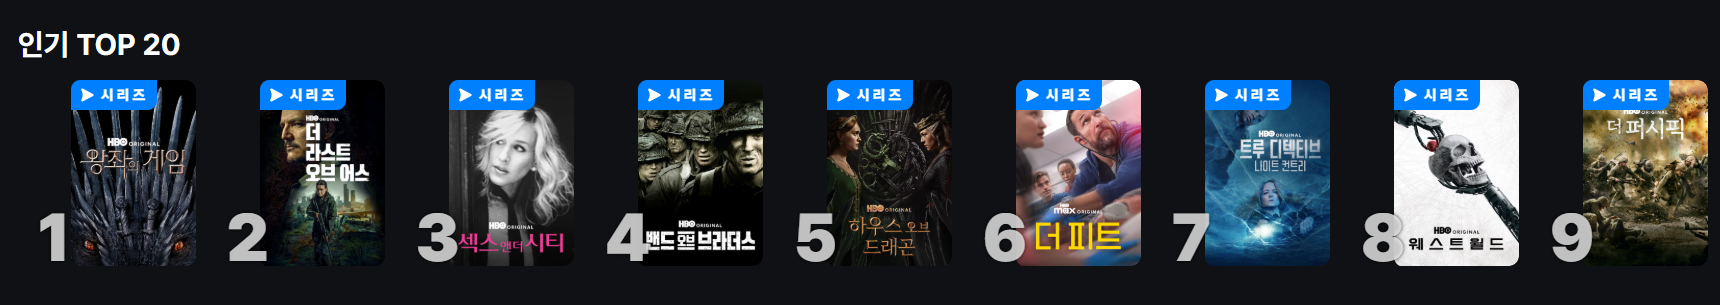 인기 TOP 20
시리즈
HBO ORIGINAL
왕좌의 게임
1
시리즈
HBO ORIGINAL
더
라스트
오브 어스
2
시리즈
HBO ORIGINAL
섹스 앤더 시티
3
시리즈
HBO ORIGINAL
밴드 오브 브라더스
4
시리즈
HBO ORIGINAL
하우스 오브
드래곤
5
시리즈
HBO
max ORIGINAL
더 피트
6
시리즈
HBO ORIGINAL
트루 디텍티브
나이트 컨트리
7
시리즈
HBO ORIGINAL
웨스트월드
8
시리즈
HBO ORIGINAL
더 퍼시픽
9